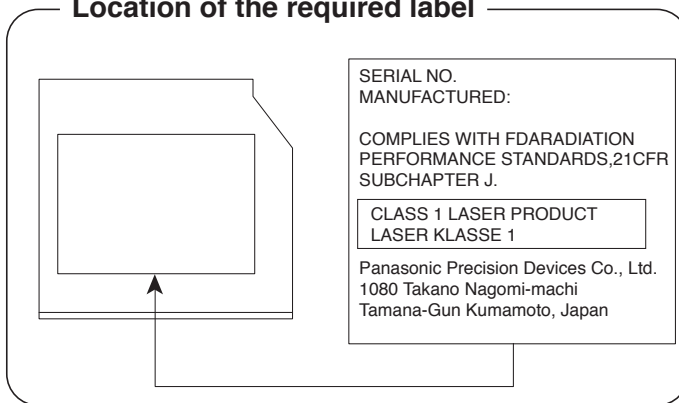 Location of the required label
SERIAL NO.
MANUFACTURED:
COMPLIES WITH FDARADIATION
PERFORMANCE STANDARDS,21CFR
SUBCHAPTER J.
CLASS 1 LASER PRODUCT
LASER KLASSE 1
Panasonic Precision Devices Co., Ltd.
1080 Takano Nagomi-machi
Tamana-Gun Kumamoto, Japan